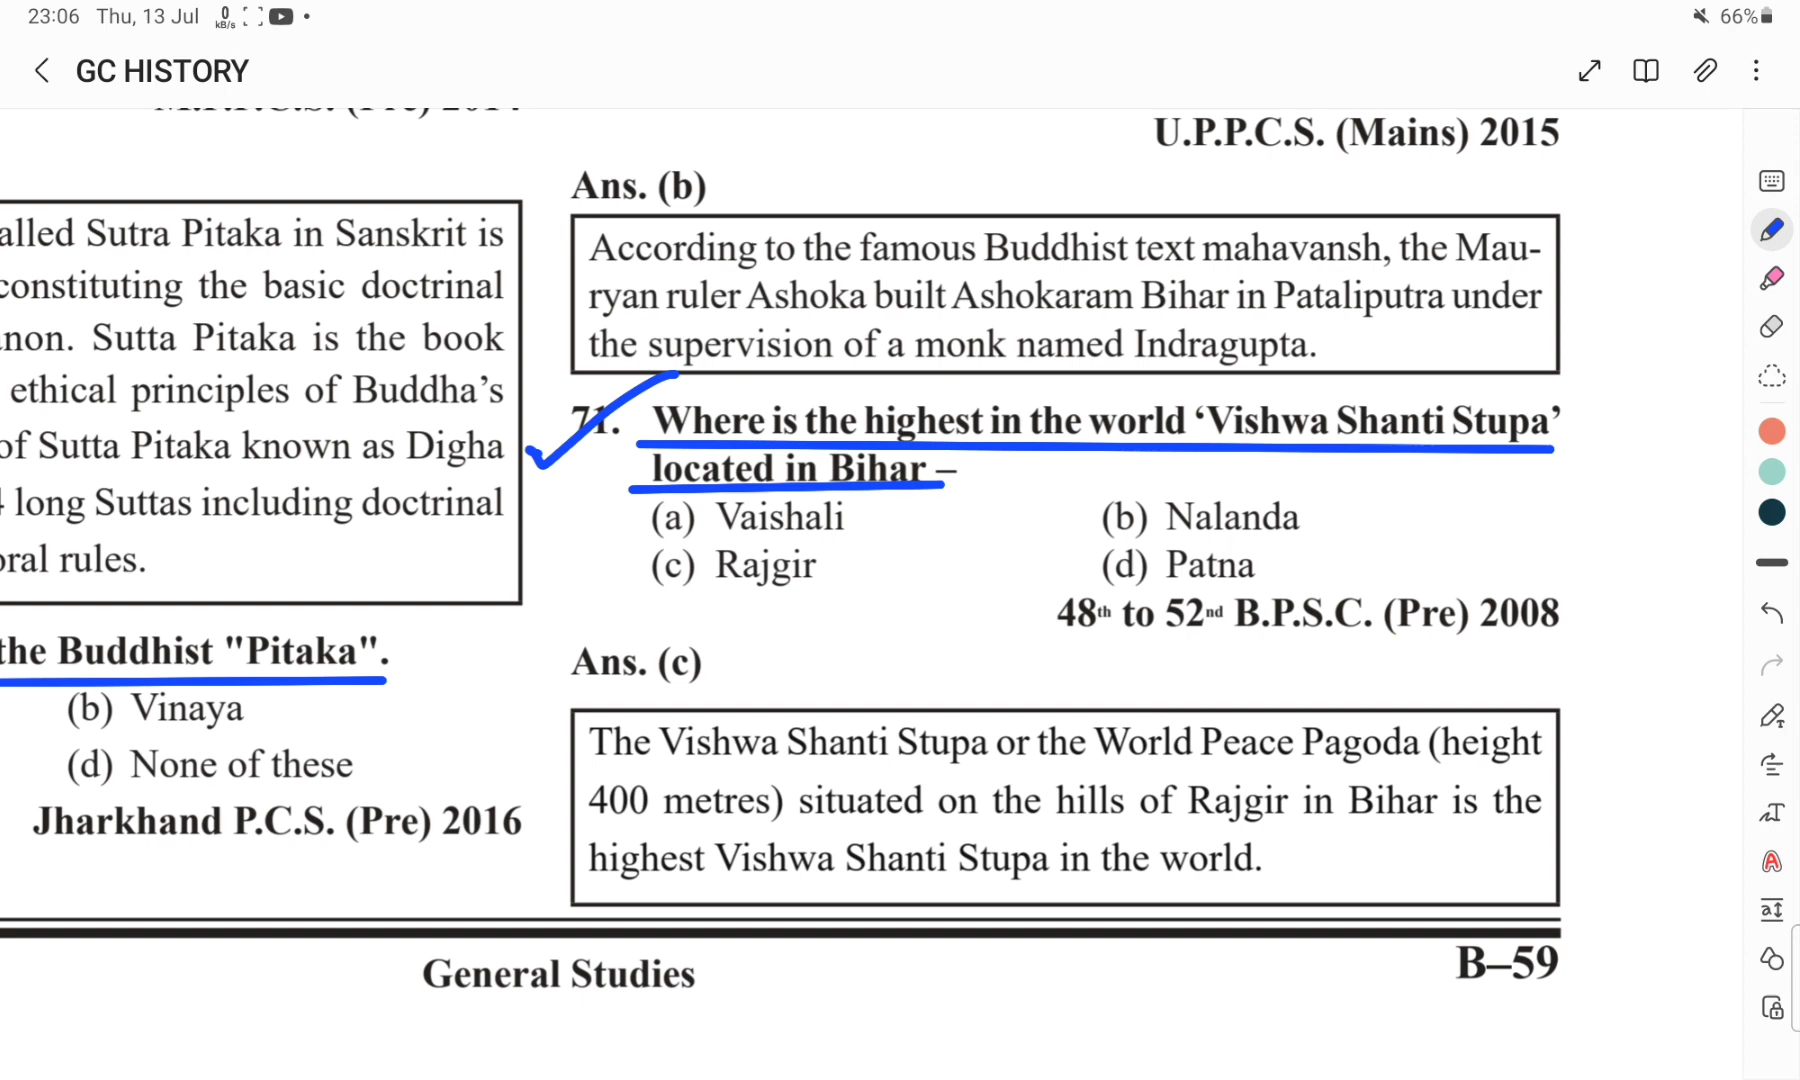 23:06 Thu, 13 Jul 0 kB/s 66%
GC HISTORY
alled Sutra Pitaka in Sanskrit is
constituting the basic doctrinal
non. Sutta Pitaka is the book
ethical principles of Buddha's
of Sutta Pitaka known as Digha
long Suttas including doctrinal
oral rules.
the Buddhist "Pitaka".
(b) Vinaya
(d) None of these
Jharkhand P.C.S. (Pre) 2016
U.P.P.C.S. (Mains) 2015
Ans. (b)
According to the famous Buddhist text mahavansh, the Mau-
ryan ruler Ashoka built Ashokaram Bihar in Pataliputra under
the supervision of a monk named Indragupta.
71. Where is the highest in the world ‘Vishwa Shanti Stupa’
located in Bihar –
(a) Vaishali (b) Nalanda
(c) Rajgir (d) Patna
48th to 52nd B.P.S.C. (Pre) 2008
Ans. (c)
The Vishwa Shanti Stupa or the World Peace Pagoda (height
400 metres) situated on the hills of Rajgir in Bihar is the
highest Vishwa Shanti Stupa in the world.
General Studies
B–59